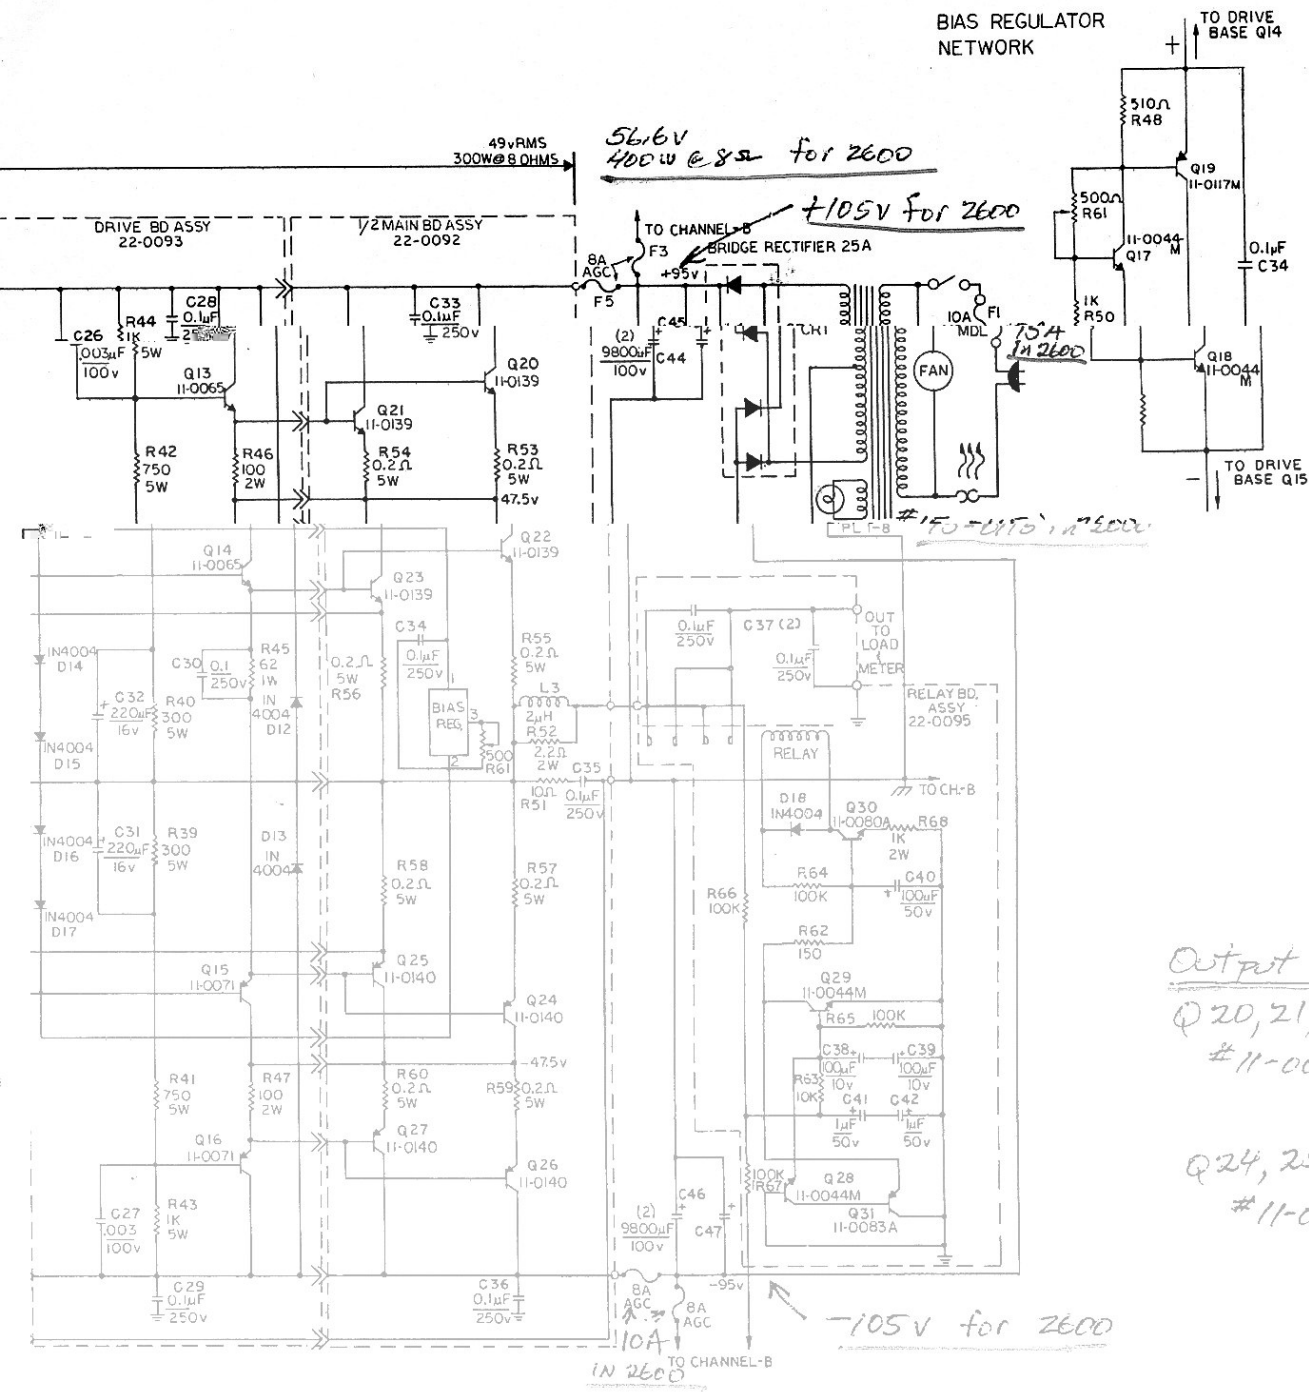 BIAS REGULATOR
NETWORK
TO DRIVE
BASE Q14
+
510Ω
R48
Q19
11-0117M
500Ω
R61
11-0044
M
Q17
0.1µF
C34
1K
R50
Q18
11-0044
M
TO DRIVE
BASE Q15
-
49vRMS
300W@8 OHMS
56.6v
400w @ 8Ω for 2600
+105v for 2600
DRIVE BD ASSY
22-0093
1/2 MAIN BD ASSY
22-0092
TO CHANNEL-B
F3
BRIDGE RECTIFIER 25A
8A
AGC
+95v
F5
C28
0.1µF
R44
1K
5W
C26
.003µF
100v
C33
0.1µF
250v
C45
(2)
9800µF
100v
C44
CR1
10A
MDL
F1
15A
in 2600
FAN
Q13
11-0065
Q20
11-0139
Q21
11-0139
R42
750
5W
R46
100
2W
R54
0.2Ω
5W
R53
0.2Ω
5W
47.5v
Q14
11-0065
Q22
11-0139
Q23
11-0139
C34
0.1µF
250v
R55
0.2Ω
5W
0.1µF
250v
C37 (2)
0.1µF
250v
OUT
TO
LOAD
METER
IN4004
D14
C30
0.1
250v
R45
62
1W
0.2Ω
5W
R56
C32
220µF
16v
R40
300
5W
IN
4004
D12
BIAS
REG.
1
3
2
500
R61
L3
2µH
R52
2.2Ω
2W
RELAY BD.
ASSY
22-0095
RELAY
IN4004
D15
10Ω
R51
C35
0.1µF
250v
TO CH.-B
D18
IN4004
Q30
11-0080A
R68
1K
2W
IN4004
D16
C31
220µF
16v
R39
300
5W
D13
IN
4004
R58
0.2Ω
5W
R57
0.2Ω
5W
R66
100K
R64
100K
C40
100uF
50v
IN4004
D17
R62
150
Q15
11-0071
Q25
11-0140
Q24
11-0140
Q29
11-0044M
R65
100K
Output
Q20, 21,
Q24,
-47.5v
C38
100µF
10v
C39
100µF
10v
R41
750
5W
R47
100
2W
R60
0.2Ω
5W
R59
0.2Ω
5W
R63
10K
C41
1µF
50v
C42
1µF
50v
Q16
11-0071
Q27
11-0140
Q26
11-0140
100K
R67
Q28
11-0044M
Q31
11-0083A
C27
.003
100v
R43
1K
5W
(2)
9800µF
100v
C46
C47
C29
0.1µF
250v
C36
0.1µF
250v
8A
AGC
8A
AGC
-95v
-105v for 2600
10A
IN 2600
TO CHANNEL-B